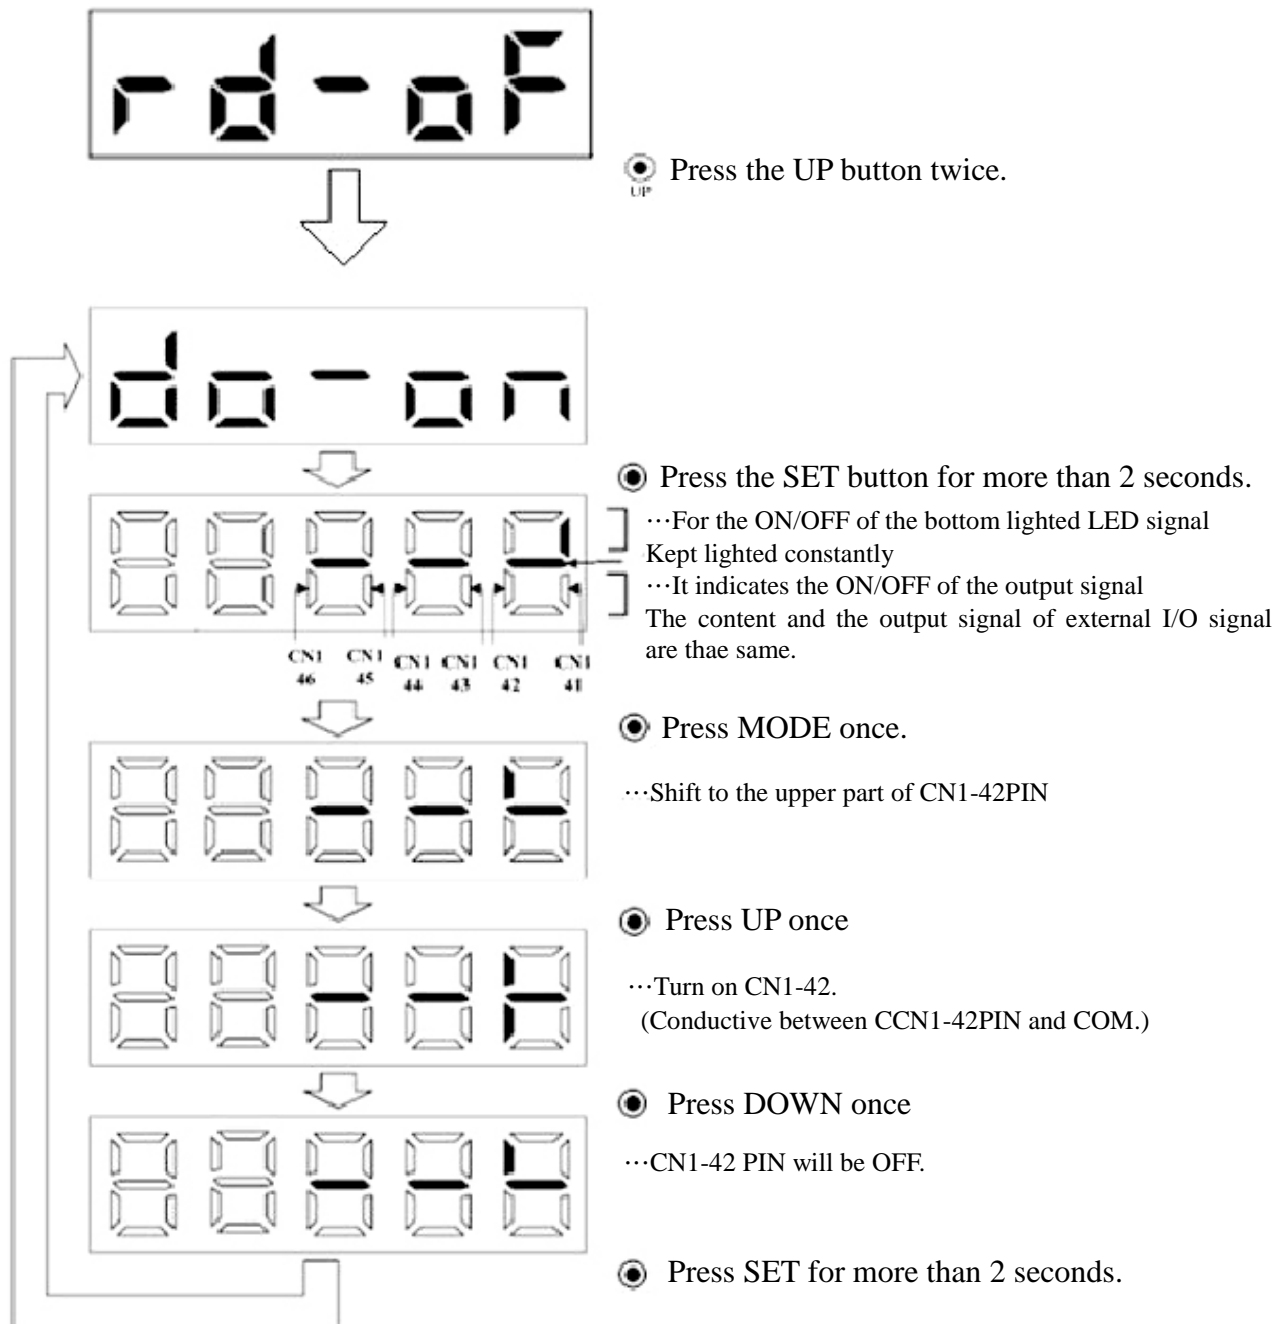 rd-oF
Press the UP button twice.
UP
do-on
Press the SET button for more than 2 seconds.
…For the ON/OFF of the bottom lighted LED signal
Kept lighted constantly
…It indicates the ON/OFF of the output signal
The content and the output signal of external I/O signal
are thae same.
CN1 CN1 CN1 CN1 CN1 CN1
46 45 44 43 42 41
Press MODE once.
…Shift to the upper part of CN1-42PIN
Press UP once
…Turn on CN1-42.
(Conductive between CCN1-42PIN and COM.)
Press DOWN once
…CN1-42 PIN will be OFF.
Press SET for more than 2 seconds.